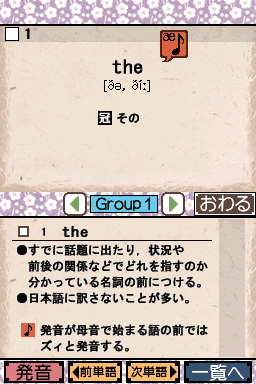 1
æ
the
[ðə, ðíː]
冠 その
Group 1
おわる
1 the
●すでに話題に出たり，状況や
前後の関係などでどれを指すのか
分かっている名詞の前につける。
●日本語に訳さないことが多い。
発音が母音で始まる語の前では
ズィと発音する。
発音
前単語
次単語
一覧へ